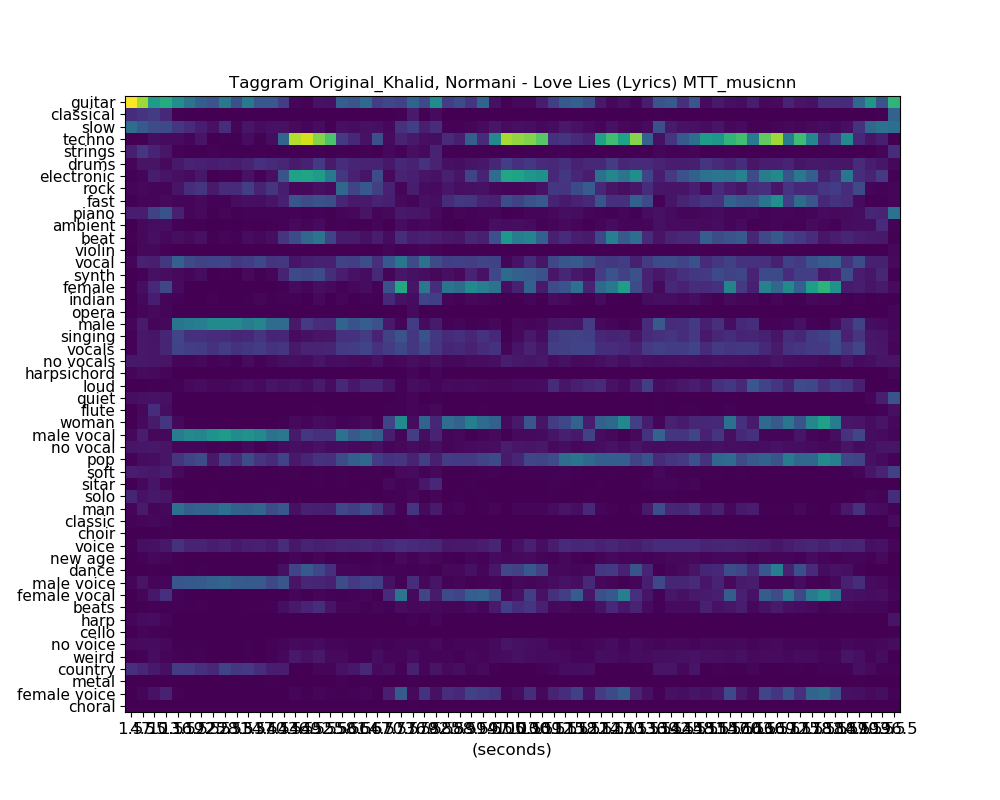 Taggram Original_Khalid, Normani - Love Lies (Lyrics) MTT_musicnn
guitar
classical
slow
techno
strings
drums
electronic
rock
fast
piano
ambient
beat
violin
vocal
synth
female
indian
opera
male
singing
vocals
no vocals
harpsichord
loud
quiet
flute
woman
male vocal
no vocal
pop
soft
sitar
solo
man
classic
choir
voice
new age
dance
male voice
female vocal
beats
harp
cello
no voice
weird
country
metal
female voice
choral
(seconds)